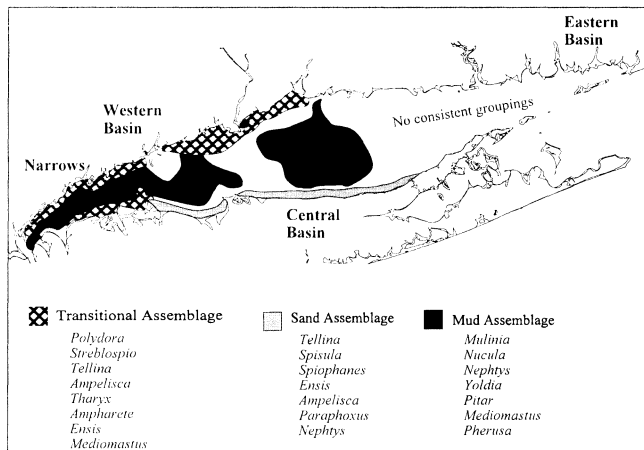 Eastern
Basin
No consistent groupings
Western
Basin
Narrows
Central
Basin
Transitional Assemblage
Polydora
Streblospio
Tellina
Ampelisca
Tharyx
Ampharete
Ensis
Mediomastus
Sand Assemblage
Tellina
Spisula
Spiophanes
Ensis
Ampelisca
Paraphoxus
Nephtys
Mud Assemblage
Mulinia
Nucula
Nephtys
Yoldia
Pitar
Mediomastus
Pherusa